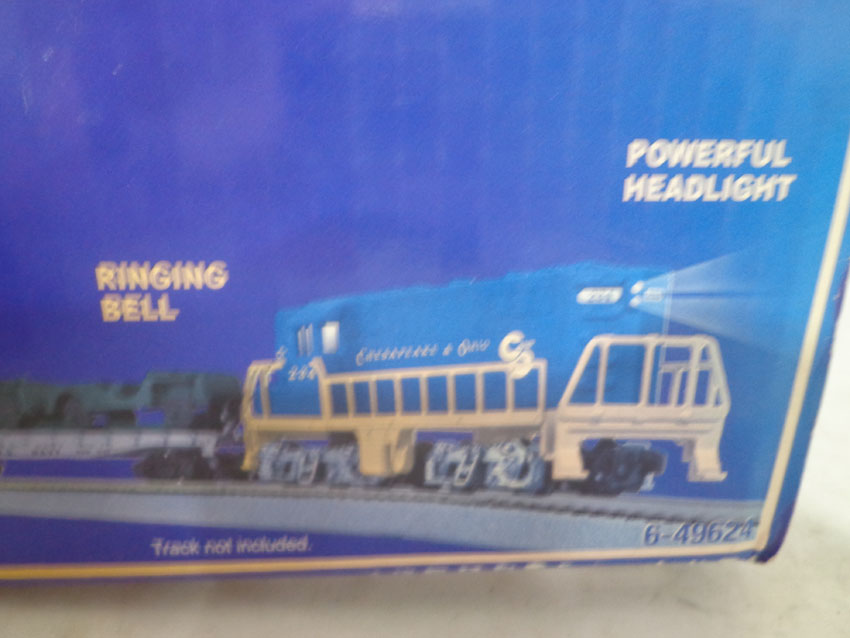 POWERFUL
HEADLIGHT
RINGING
BELL
CHESAPEAKE & OHIO
Track not included.
6-49624